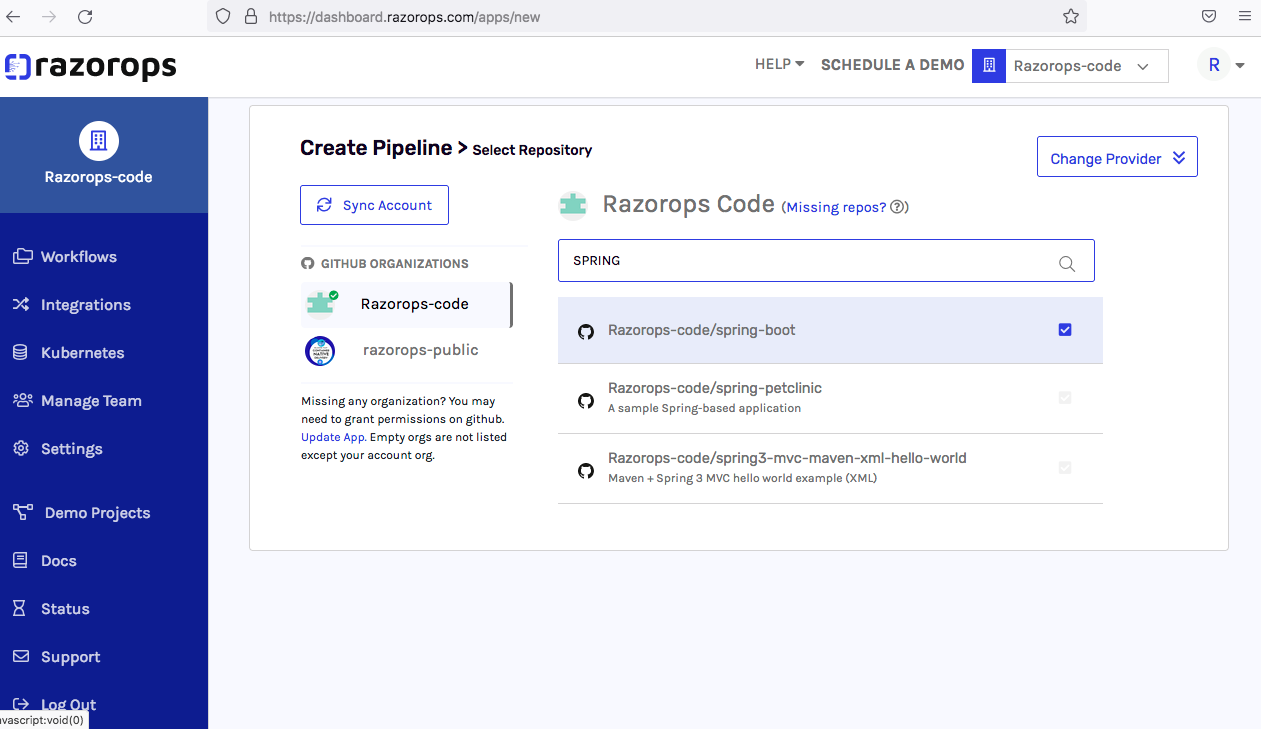 https://dashboard.razorops.com/apps/new
razorops
HELP
SCHEDULE A DEMO
Razorops-code
R
Razorops-code
Workflows
Integrations
Kubernetes
Manage Team
Settings
Demo Projects
Docs
Status
Support
Log Out
avascript:void(0)
Create Pipeline > Select Repository
Change Provider
Sync Account
GITHUB ORGANIZATIONS
Razorops-code
razorops-public
Missing any organization? You may
need to grant permissions on github.
Update App. Empty orgs are not listed
except your account org.
Razorops Code (Missing repos? ?)
SPRING
Razorops-code/spring-boot
Razorops-code/spring-petclinic
A sample Spring-based application
Razorops-code/spring3-mvc-maven-xml-hello-world
Maven + Spring 3 MVC hello world example (XML)